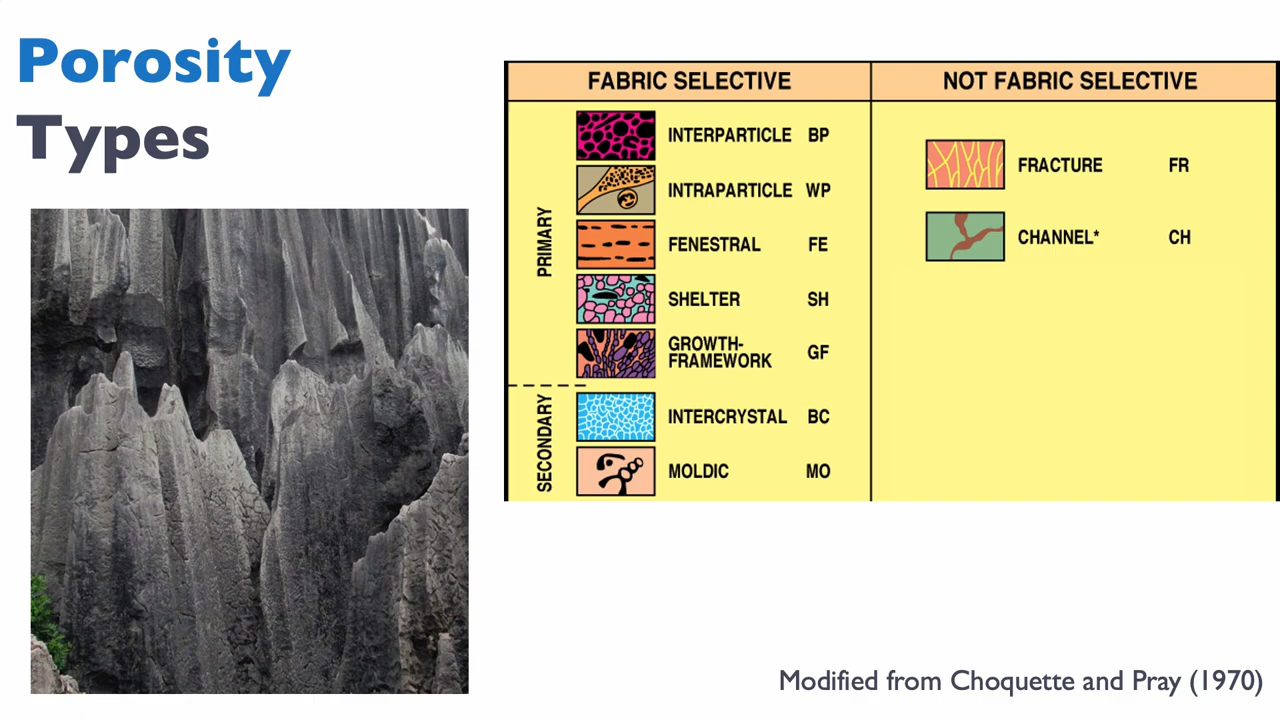 Porosity
Types
FABRIC SELECTIVE
NOT FABRIC SELECTIVE
PRIMARY
INTERPARTICLE BP
INTRAPARTICLE WP
FENESTRAL FE
SHELTER SH
GROWTH-
FRAMEWORK GF
SECONDARY
INTERCRYSTAL BC
MOLDIC MO
FRACTURE FR
CHANNEL* CH
Modified from Choquette and Pray (1970)